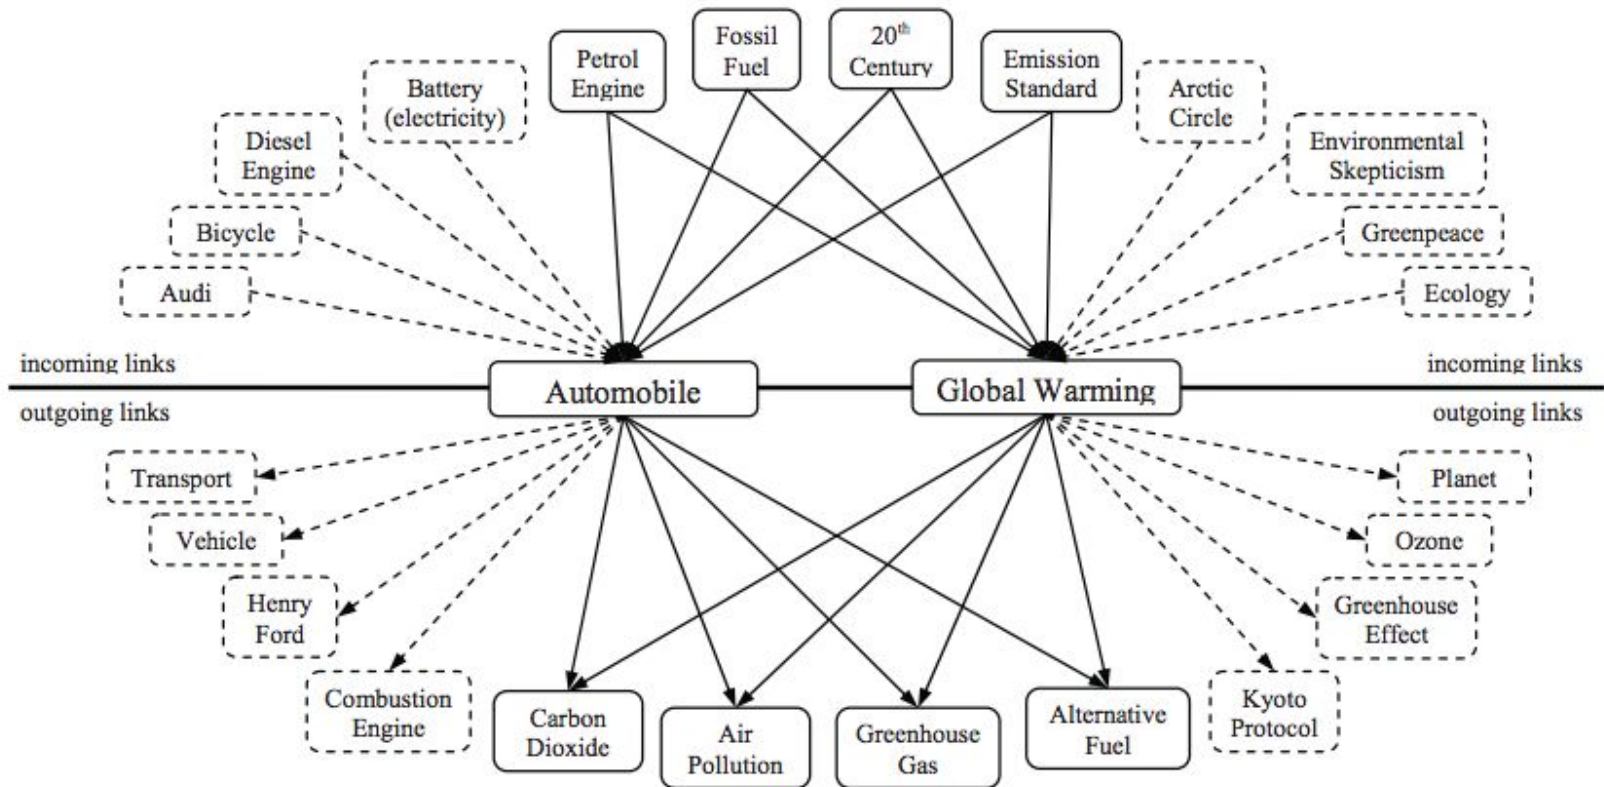 Petrol
Engine
Fossil
Fuel
20th
Century
Emission
Standard
Battery
(electricity)
Arctic
Circle
Diesel
Engine
Environmental
Skepticism
Bicycle
Greenpeace
Audi
Ecology
incoming links
incoming links
Automobile
Global Warming
outgoing links
outgoing links
Transport
Planet
Vehicle
Ozone
Henry
Ford
Greenhouse
Effect
Combustion
Engine
Carbon
Dioxide
Air
Pollution
Greenhouse
Gas
Alternative
Fuel
Kyoto
Protocol